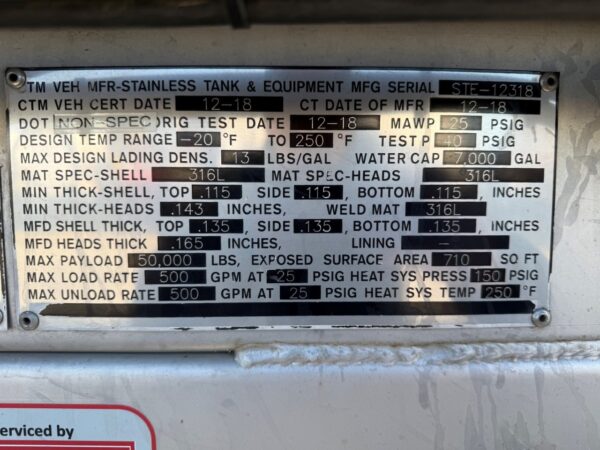 TM VEH MFR-STAINLESS TANK & EQUIPMENT MFG SERIAL STE-12318
CTM VEH CERT DATE 12-18 CT DATE OF MFR 12-18
DOT NON-SPEC ORIG TEST DATE 12-18 MAWP 25 PSIG
DESIGN TEMP RANGE -20 °F TO 250 °F TEST P 40 PSIG
MAX DESIGN LADING DENS. 13 LBS/GAL WATER CAP 7,000 GAL
MAT SPEC-SHELL 316L MAT SPEC-HEADS 316L
MIN THICK-SHELL, TOP .115 SIDE .115, BOTTOM .115, INCHES
MIN THICK-HEADS .143 INCHES, WELD MAT 316L
MFD SHELL THICK, TOP .135 SIDE .135, BOTTOM .135, INCHES
MFD HEADS THICK .165 INCHES, LINING -
MAX PAYLOAD 50,000 LBS, EXPOSED SURFACE AREA 710 SQ FT
MAX LOAD RATE 500 GPM AT 25 PSIG HEAT SYS PRESS 150 PSIG
MAX UNLOAD RATE 500 GPM AT 25 PSIG HEAT SYS TEMP 250 °F
erviced by